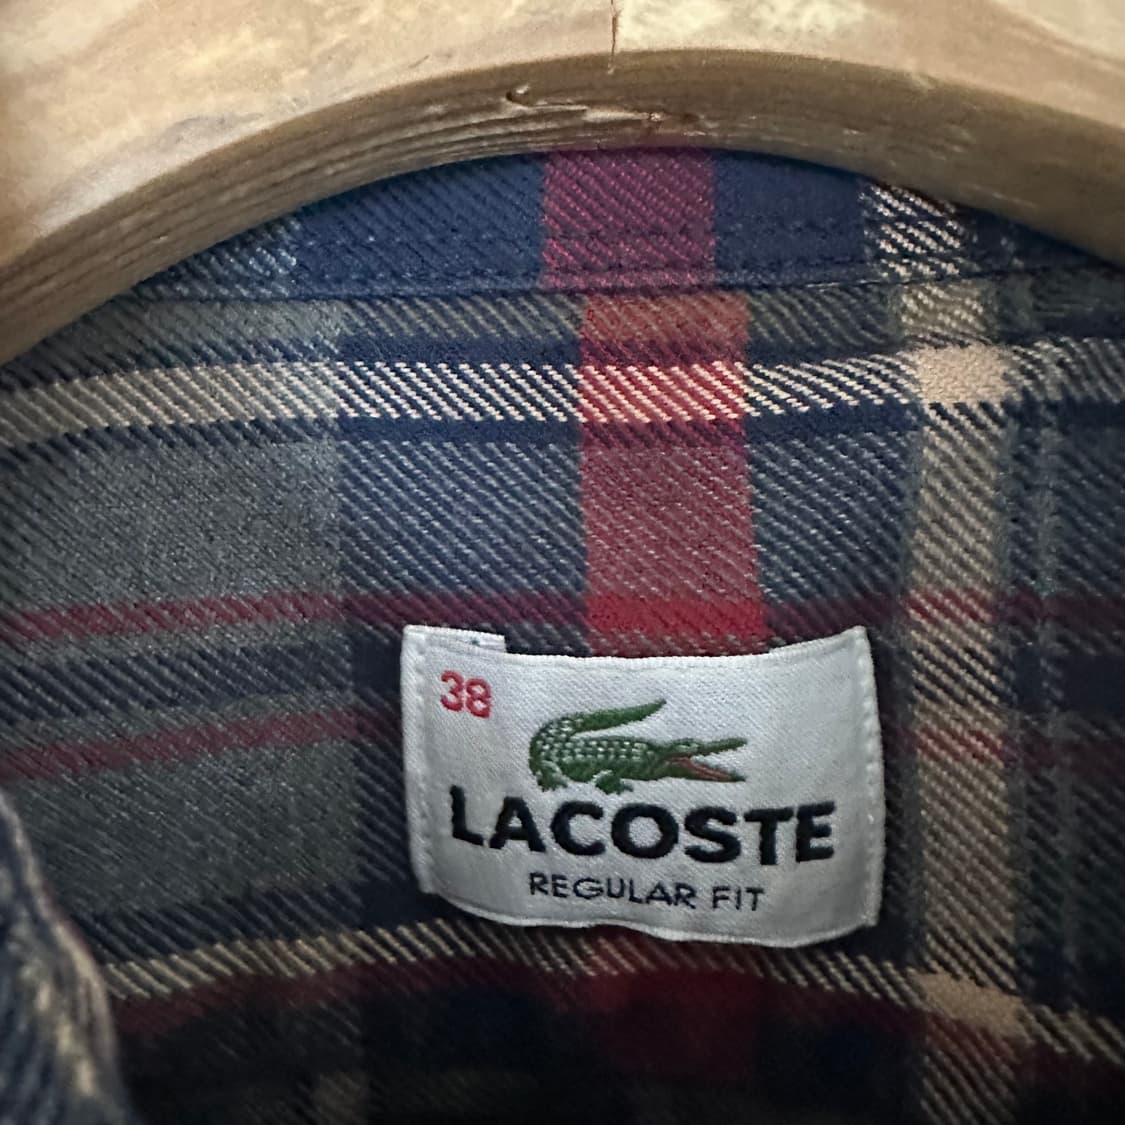 38
LACOSTE
REGULAR FIT